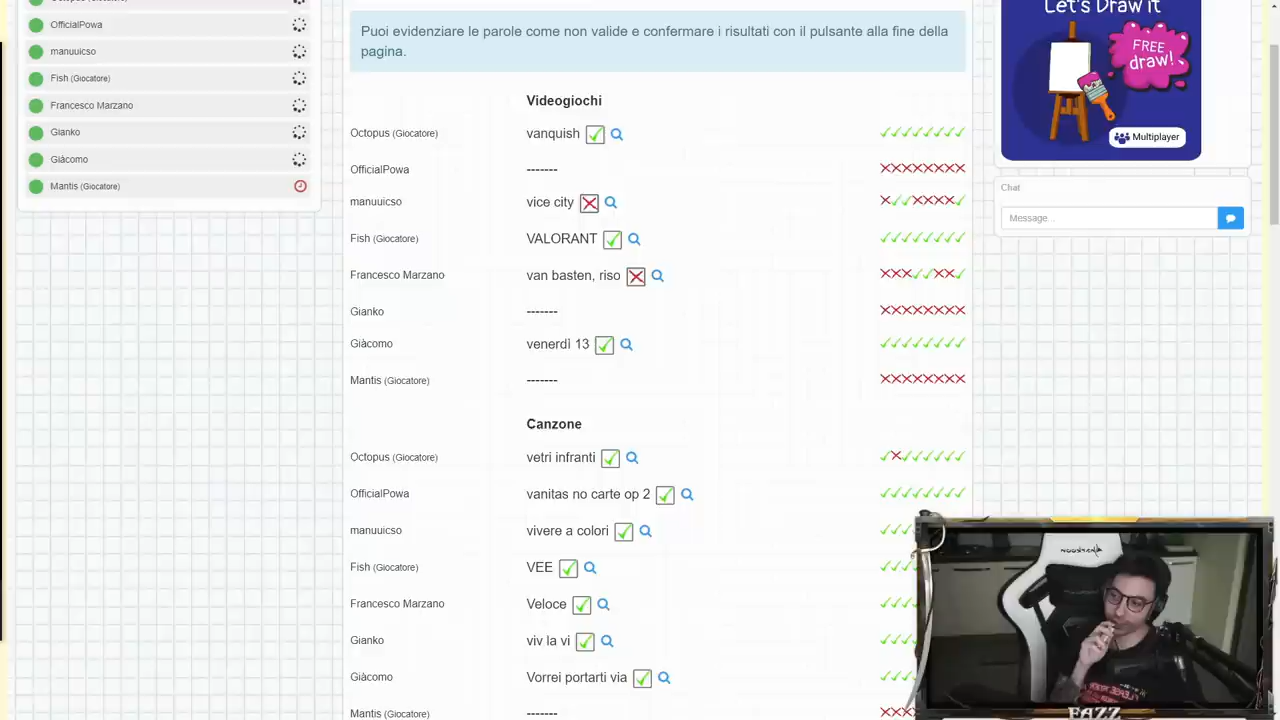 OfficialPowa
manuuicso
Fish (Giocatore)
Francesco Marzano
Gianko
Giàcomo
Mantis (Giocatore)
Puoi evidenziare le parole come non valide e confermare i risultati con il pulsante alla fine della
pagina.
Videogiochi
Octopus (Giocatore) vanquish
OfficialPowa -------
manuuicso vice city
Fish (Giocatore) VALORANT
Francesco Marzano van basten, riso
Gianko -------
Giàcomo venerdì 13
Mantis (Giocatore) -------
Canzone
Octopus (Giocatore) vetri infranti
OfficialPowa vanitas no carte op 2
manuuicso vivere a colori
Fish (Giocatore) VEE
Francesco Marzano Veloce
Gianko viv la vi
Giàcomo Vorrei portarti via
Mantis (Giocatore) -------
Let's Draw it
FREE
draw!
Multiplayer
Chat
Message...
FAZZ